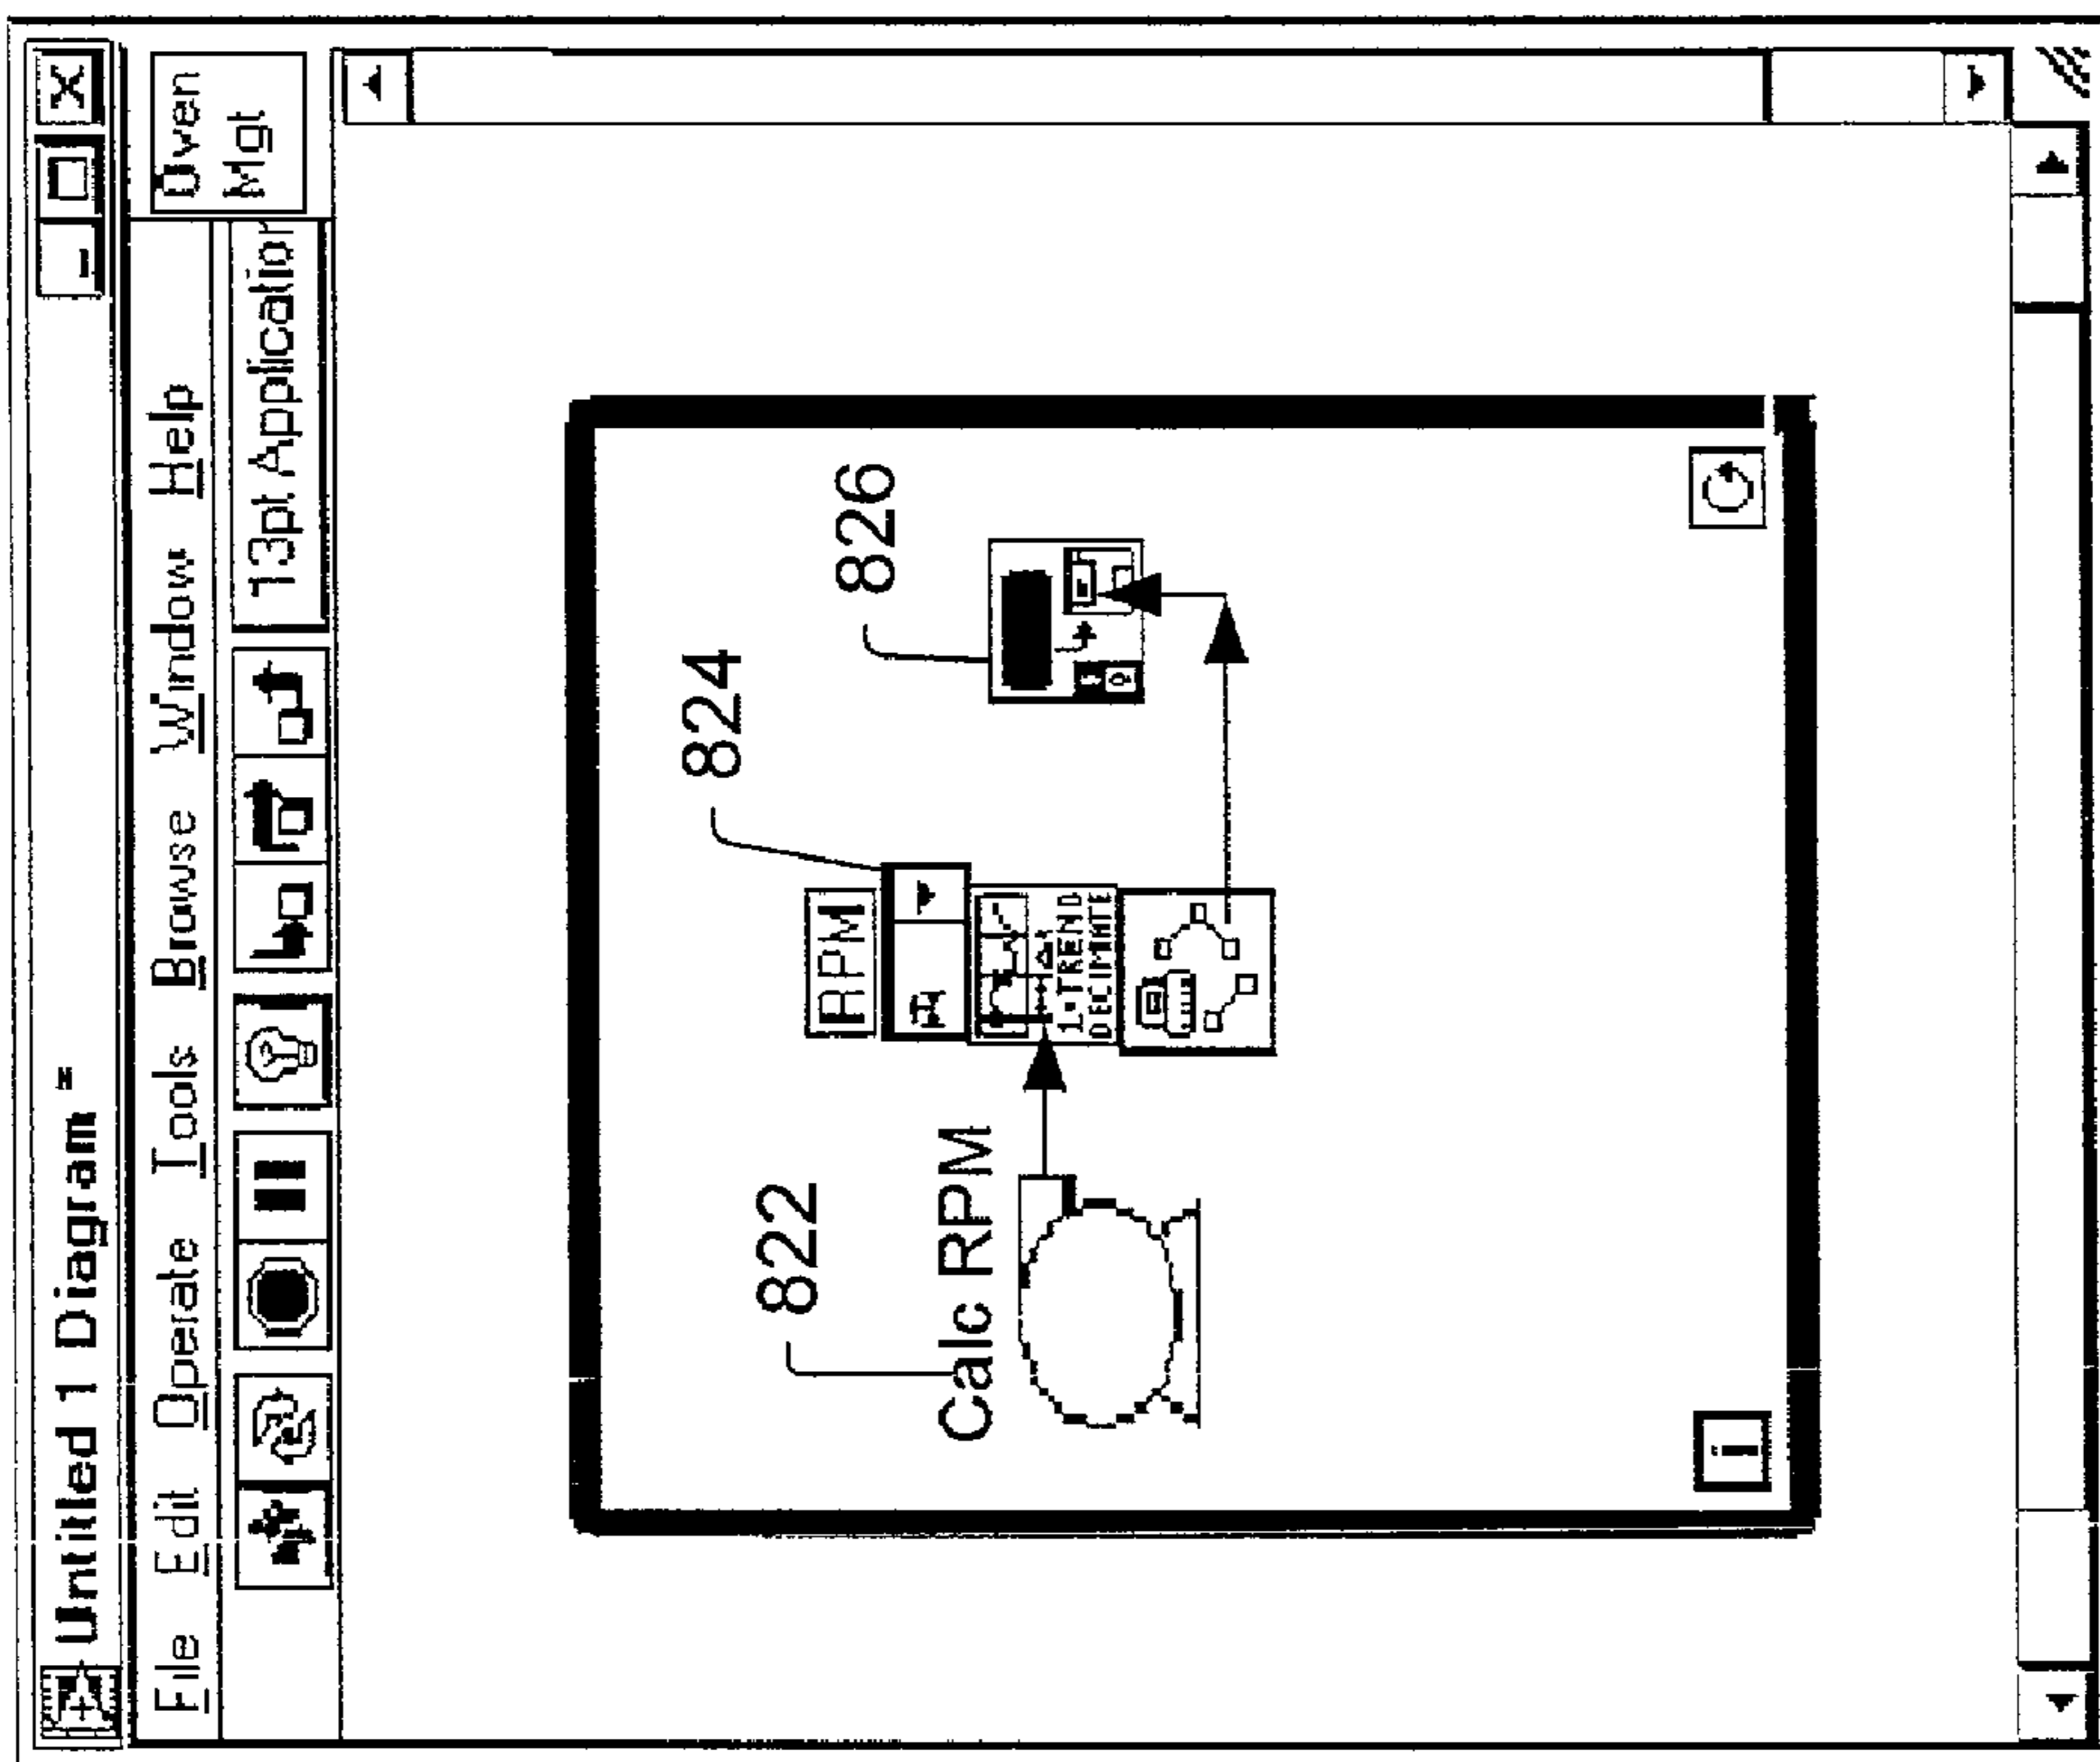 Untitled 1 Diagram *
File Edit Operate Tools Browse Window Help
13pt Application
Oven
Mgt
824
826
822
RPM
Calc RPM
1-TREND
DECIMATE
i